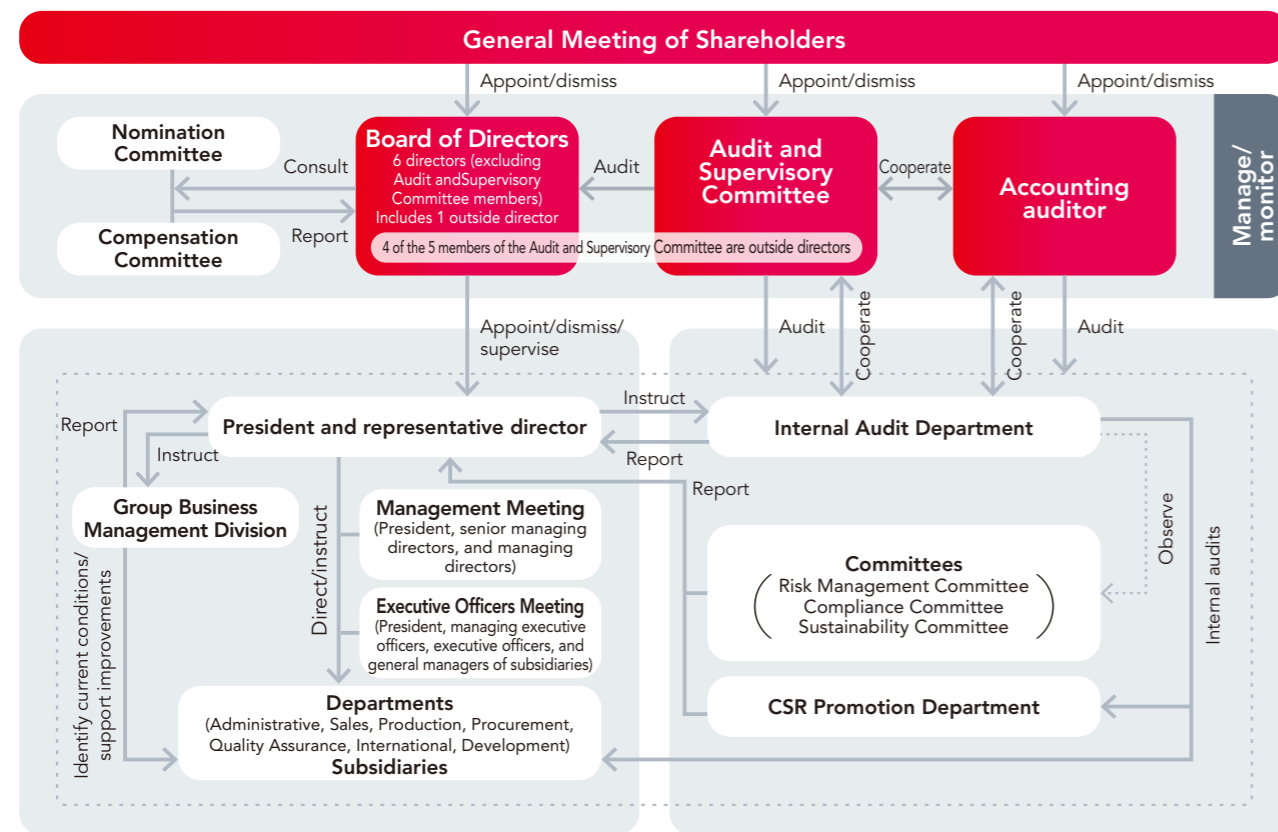 General Meeting of Shareholders
Appoint/dismiss
Appoint/dismiss
Appoint/dismiss
Nomination
Committee
Consult
Report
Compensation
Committee
Board of Directors
6 directors (excluding
Audit andSupervisory
Committee members)
Includes 1 outside director
Audit
Audit and
Supervisory
Committee
4 of the 5 members of the Audit and Supervisory Committee are outside directors
Cooperate
Accounting
auditor
Manage/
monitor
Appoint/dismiss/
supervise
Audit
Cooperate
Cooperate
Audit
Report
President and representative director
Instruct
Report
Internal Audit Department
Instruct
Group Business
Management Division
Report
Direct/instruct
Management Meeting
(President, senior managing
directors, and managing
directors)
Executive Officers Meeting
(President, managing executive
officers, executive officers, and
general managers of subsidiaries)
Identify current conditions/
support improvements
Departments
(Administrative, Sales, Production, Procurement,
Quality Assurance, International, Development)
Subsidiaries
Committees
Risk Management Committee
Compliance Committee
Sustainability Committee
( )
Observe
Internal audits
CSR Promotion Department